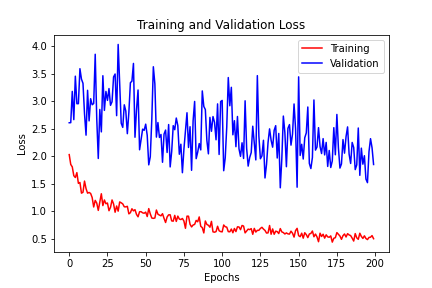 Training and Validation Loss
Training
Validation
4.0
3.5
3.0
2.5
2.0
1.5
1.0
0.5
Loss
0 25 50 75 100 125 150 175 200
Epochs